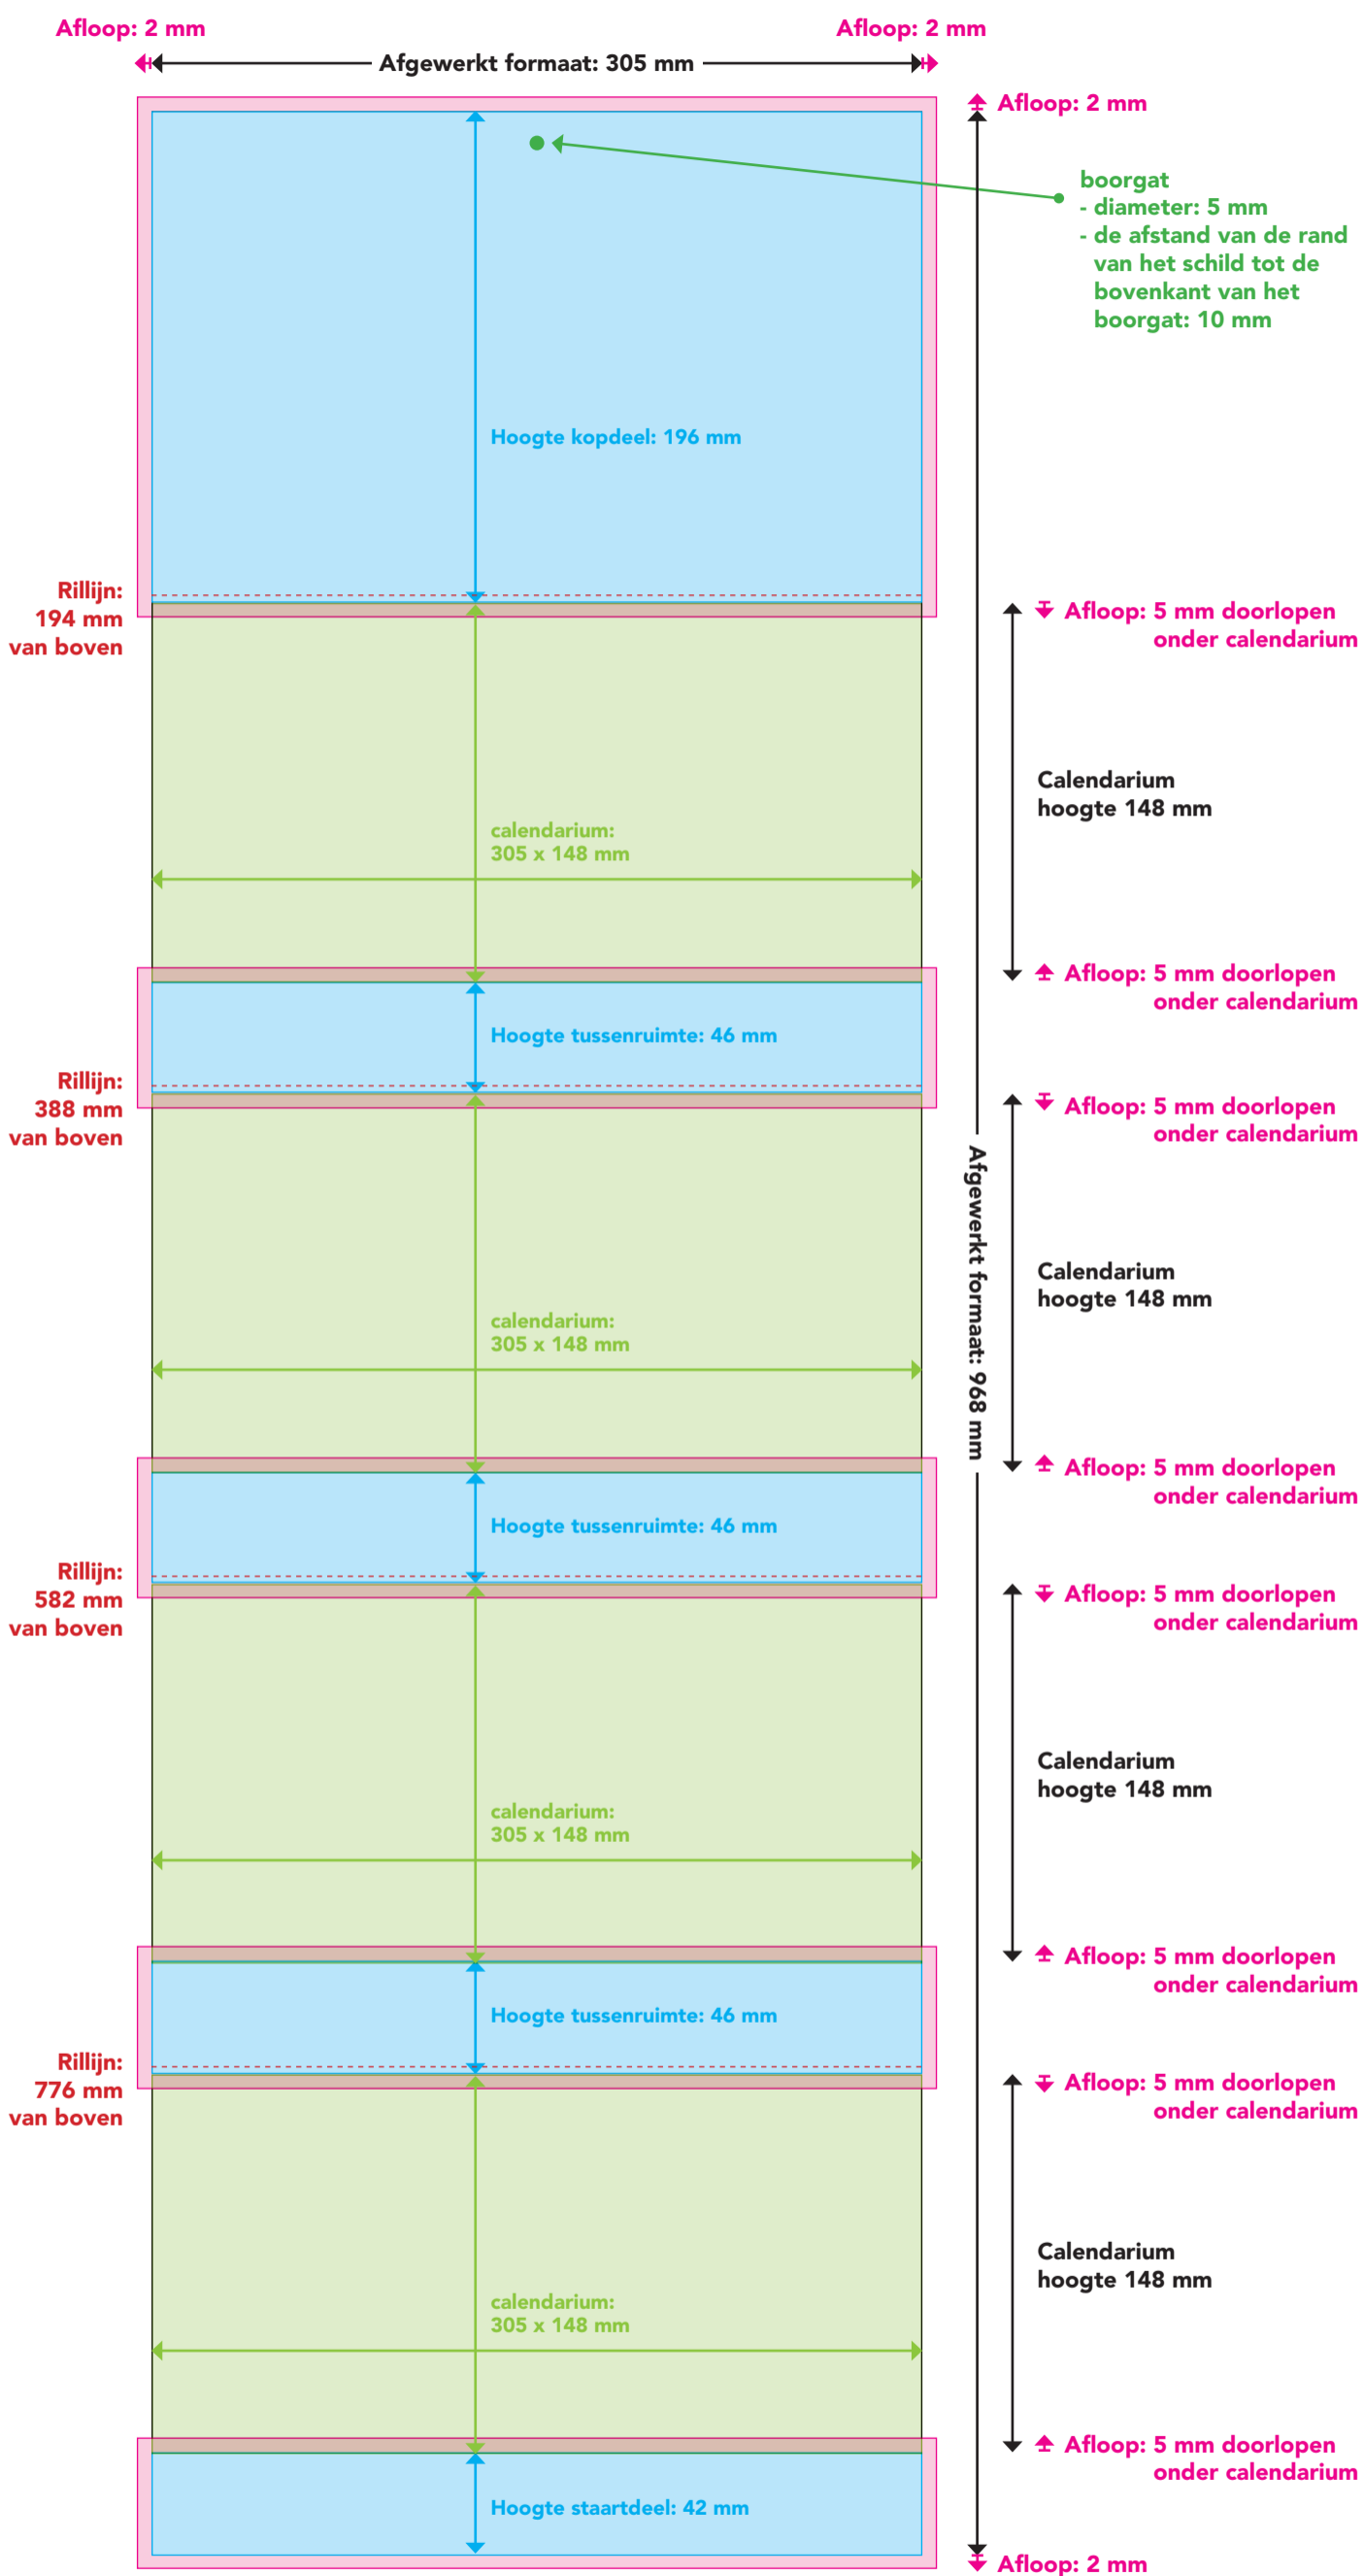 Afloop: 2 mm
Afloop: 2 mm
Afgewerkt formaat: 305 mm
Afloop: 2 mm
boorgat
- diameter: 5 mm
- de afstand van de rand
van het schild tot de
bovenkant van het
boorgat: 10 mm
Hoogte kopdeel: 196 mm
Rillijn:
194 mm
van boven
Afloop: 5 mm doorlopen
onder calendarium
Calendarium
hoogte 148 mm
calendarium:
305 x 148 mm
Afloop: 5 mm doorlopen
onder calendarium
Hoogte tussenruimte: 46 mm
Rillijn:
388 mm
van boven
Afloop: 5 mm doorlopen
onder calendarium
Afgewerkt formaat: 968 mm
Calendarium
hoogte 148 mm
calendarium:
305 x 148 mm
Afloop: 5 mm doorlopen
onder calendarium
Hoogte tussenruimte: 46 mm
Rillijn:
582 mm
van boven
Afloop: 5 mm doorlopen
onder calendarium
Calendarium
hoogte 148 mm
calendarium:
305 x 148 mm
Afloop: 5 mm doorlopen
onder calendarium
Hoogte tussenruimte: 46 mm
Rillijn:
776 mm
van boven
Afloop: 5 mm doorlopen
onder calendarium
Calendarium
hoogte 148 mm
calendarium:
305 x 148 mm
Afloop: 5 mm doorlopen
onder calendarium
Hoogte staartdeel: 42 mm
Afloop: 2 mm